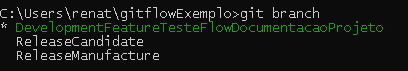 C:\Users\renat\gitflowExemplo>git branch
* DevelopmentFeatureTesteFlowDocumentacaoProjeto
  ReleaseCandidate
  ReleaseManufacture